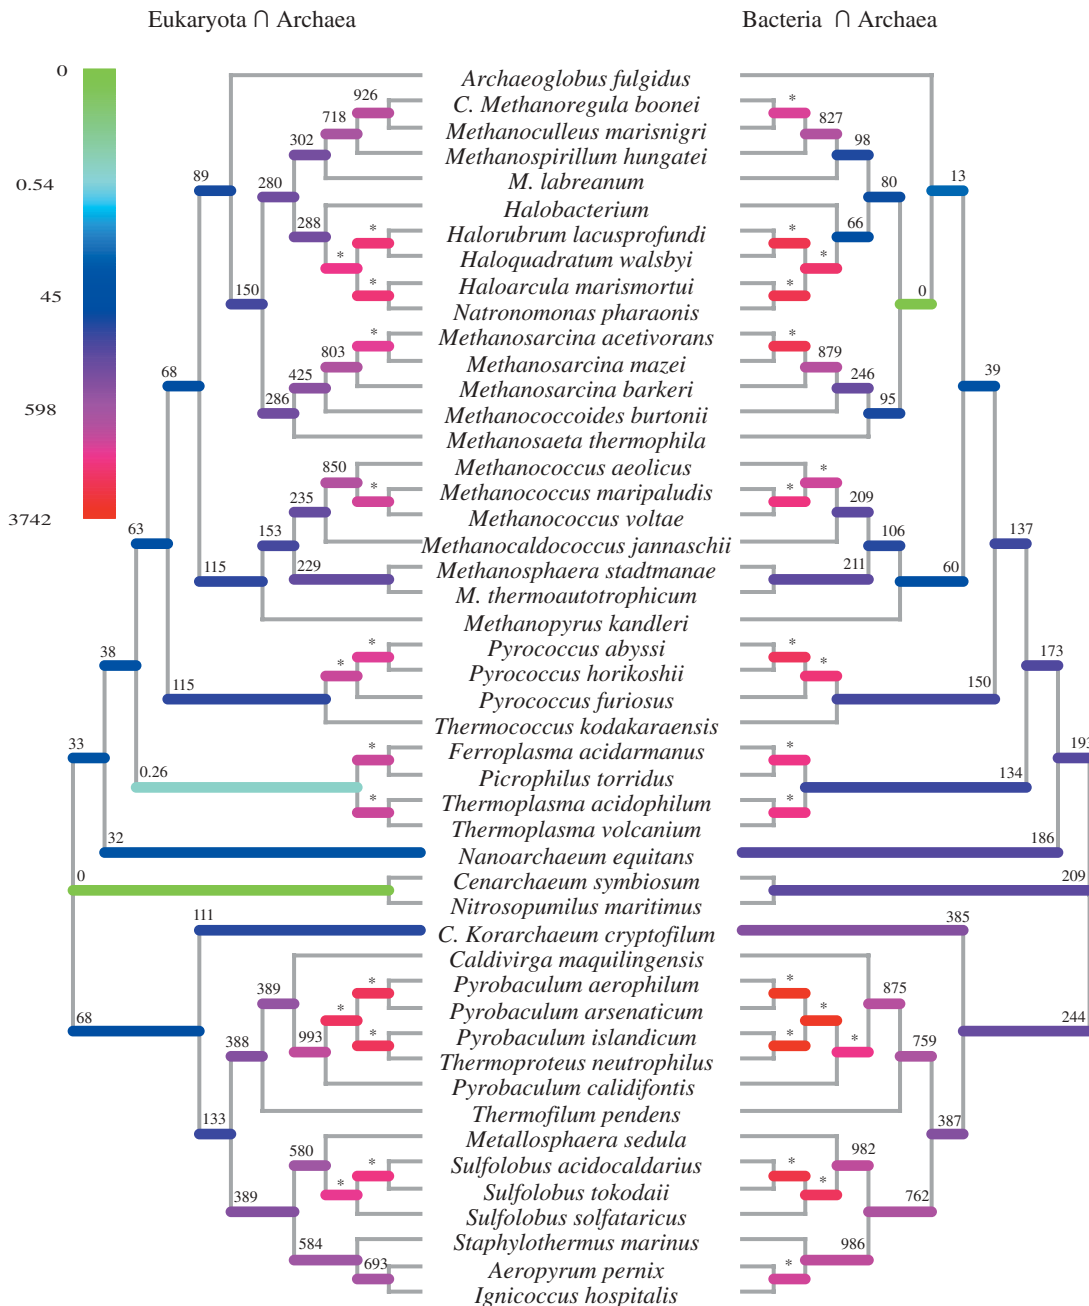 Eukaryota ∩ Archaea
Bacteria ∩ Archaea
0
0.54
45
598
3742
Archaeoglobus fulgidus
C. Methanoregula boonei
Methanoculleus marisnigri
Methanospirillum hungatei
M. labreanum
Halobacterium
Halorubrum lacusprofundi
Haloquadratum walsbyi
Haloarcula marismortui
Natronomonas pharaonis
Methanosarcina acetivorans
Methanosarcina mazei
Methanosarcina barkeri
Methanococcoides burtonii
Methanosaeta thermophila
Methanococcus aeolicus
Methanococcus maripaludis
Methanococcus voltae
Methanocaldococcus jannaschii
Methanosphaera stadtmanae
M. thermoautotrophicum
Methanopyrus kandleri
Pyrococcus abyssi
Pyrococcus horikoshii
Pyrococcus furiosus
Thermococcus kodakaraensis
Ferroplasma acidarmanus
Picrophilus torridus
Thermoplasma acidophilum
Thermoplasma volcanium
Nanoarchaeum equitans
Cenarchaeum symbiosum
Nitrosopumilus maritimus
C. Korarchaeum cryptofilum
Caldivirga maquilingensis
Pyrobaculum aerophilum
Pyrobaculum arsenaticum
Pyrobaculum islandicum
Thermoproteus neutrophilus
Pyrobaculum calidifontis
Thermofilum pendens
Metallosphaera sedula
Sulfolobus acidocaldarius
Sulfolobus tokodaii
Sulfolobus solfataricus
Staphylothermus marinus
Aeropyrum pernix
Ignicoccus hospitalis
926
718
302
89
280
288
*
*
*
150
*
803
425
286
68
850
*
235
153
63
115
229
38
*
*
115
33
*
0.26
*
32
0
111
68
389
*
*
*
993
388
133
580
*
*
389
584
693
*
827
98
13
80
66
*
*
*
0
*
879
246
95
39
*
*
209
106
137
211
60
*
*
173
150
*
193
134
*
186
209
385
*
*
875
*
*
244
759
387
982
*
*
762
986
*